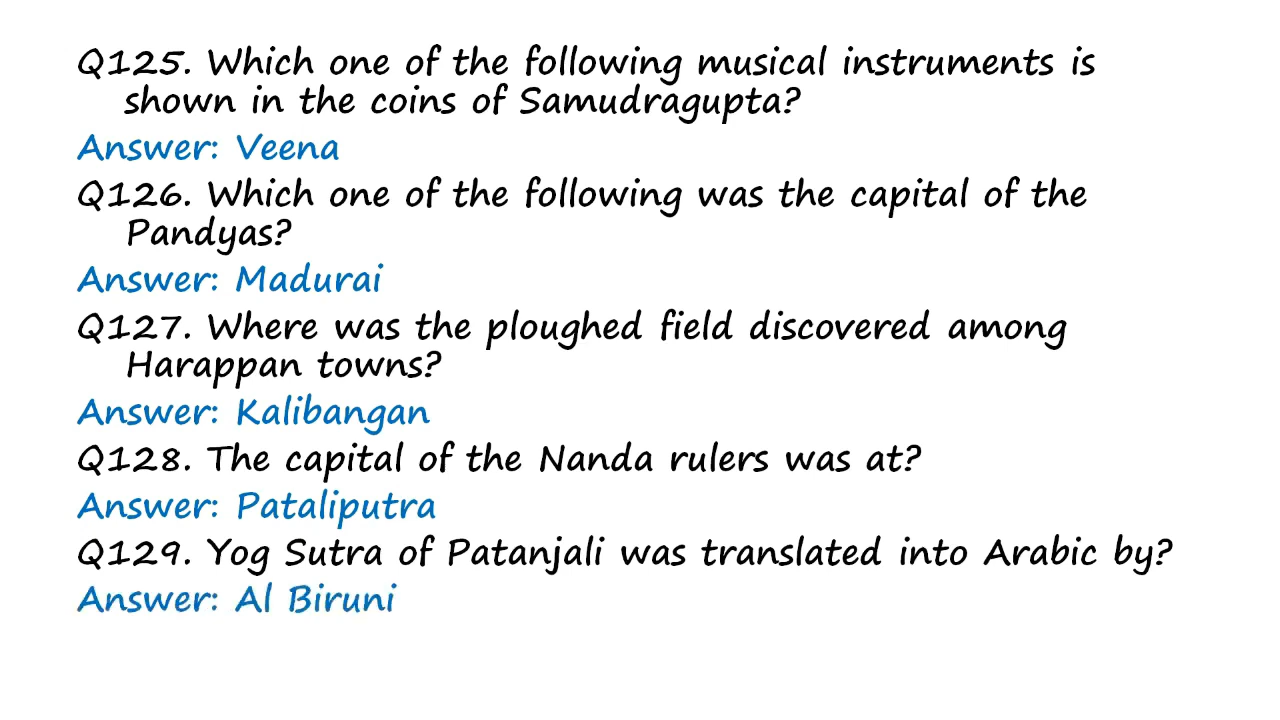 Q125. Which one of the following musical instruments is
shown in the coins of Samudragupta?
Answer: Veena
Q126. Which one of the following was the capital of the
Pandyas?
Answer: Madurai
Q127. Where was the ploughed field discovered among
Harappan towns?
Answer: Kalibangan
Q128. The capital of the Nanda rulers was at?
Answer: Pataliputra
Q129. Yog Sutra of Patanjali was translated into Arabic by?
Answer: Al Biruni